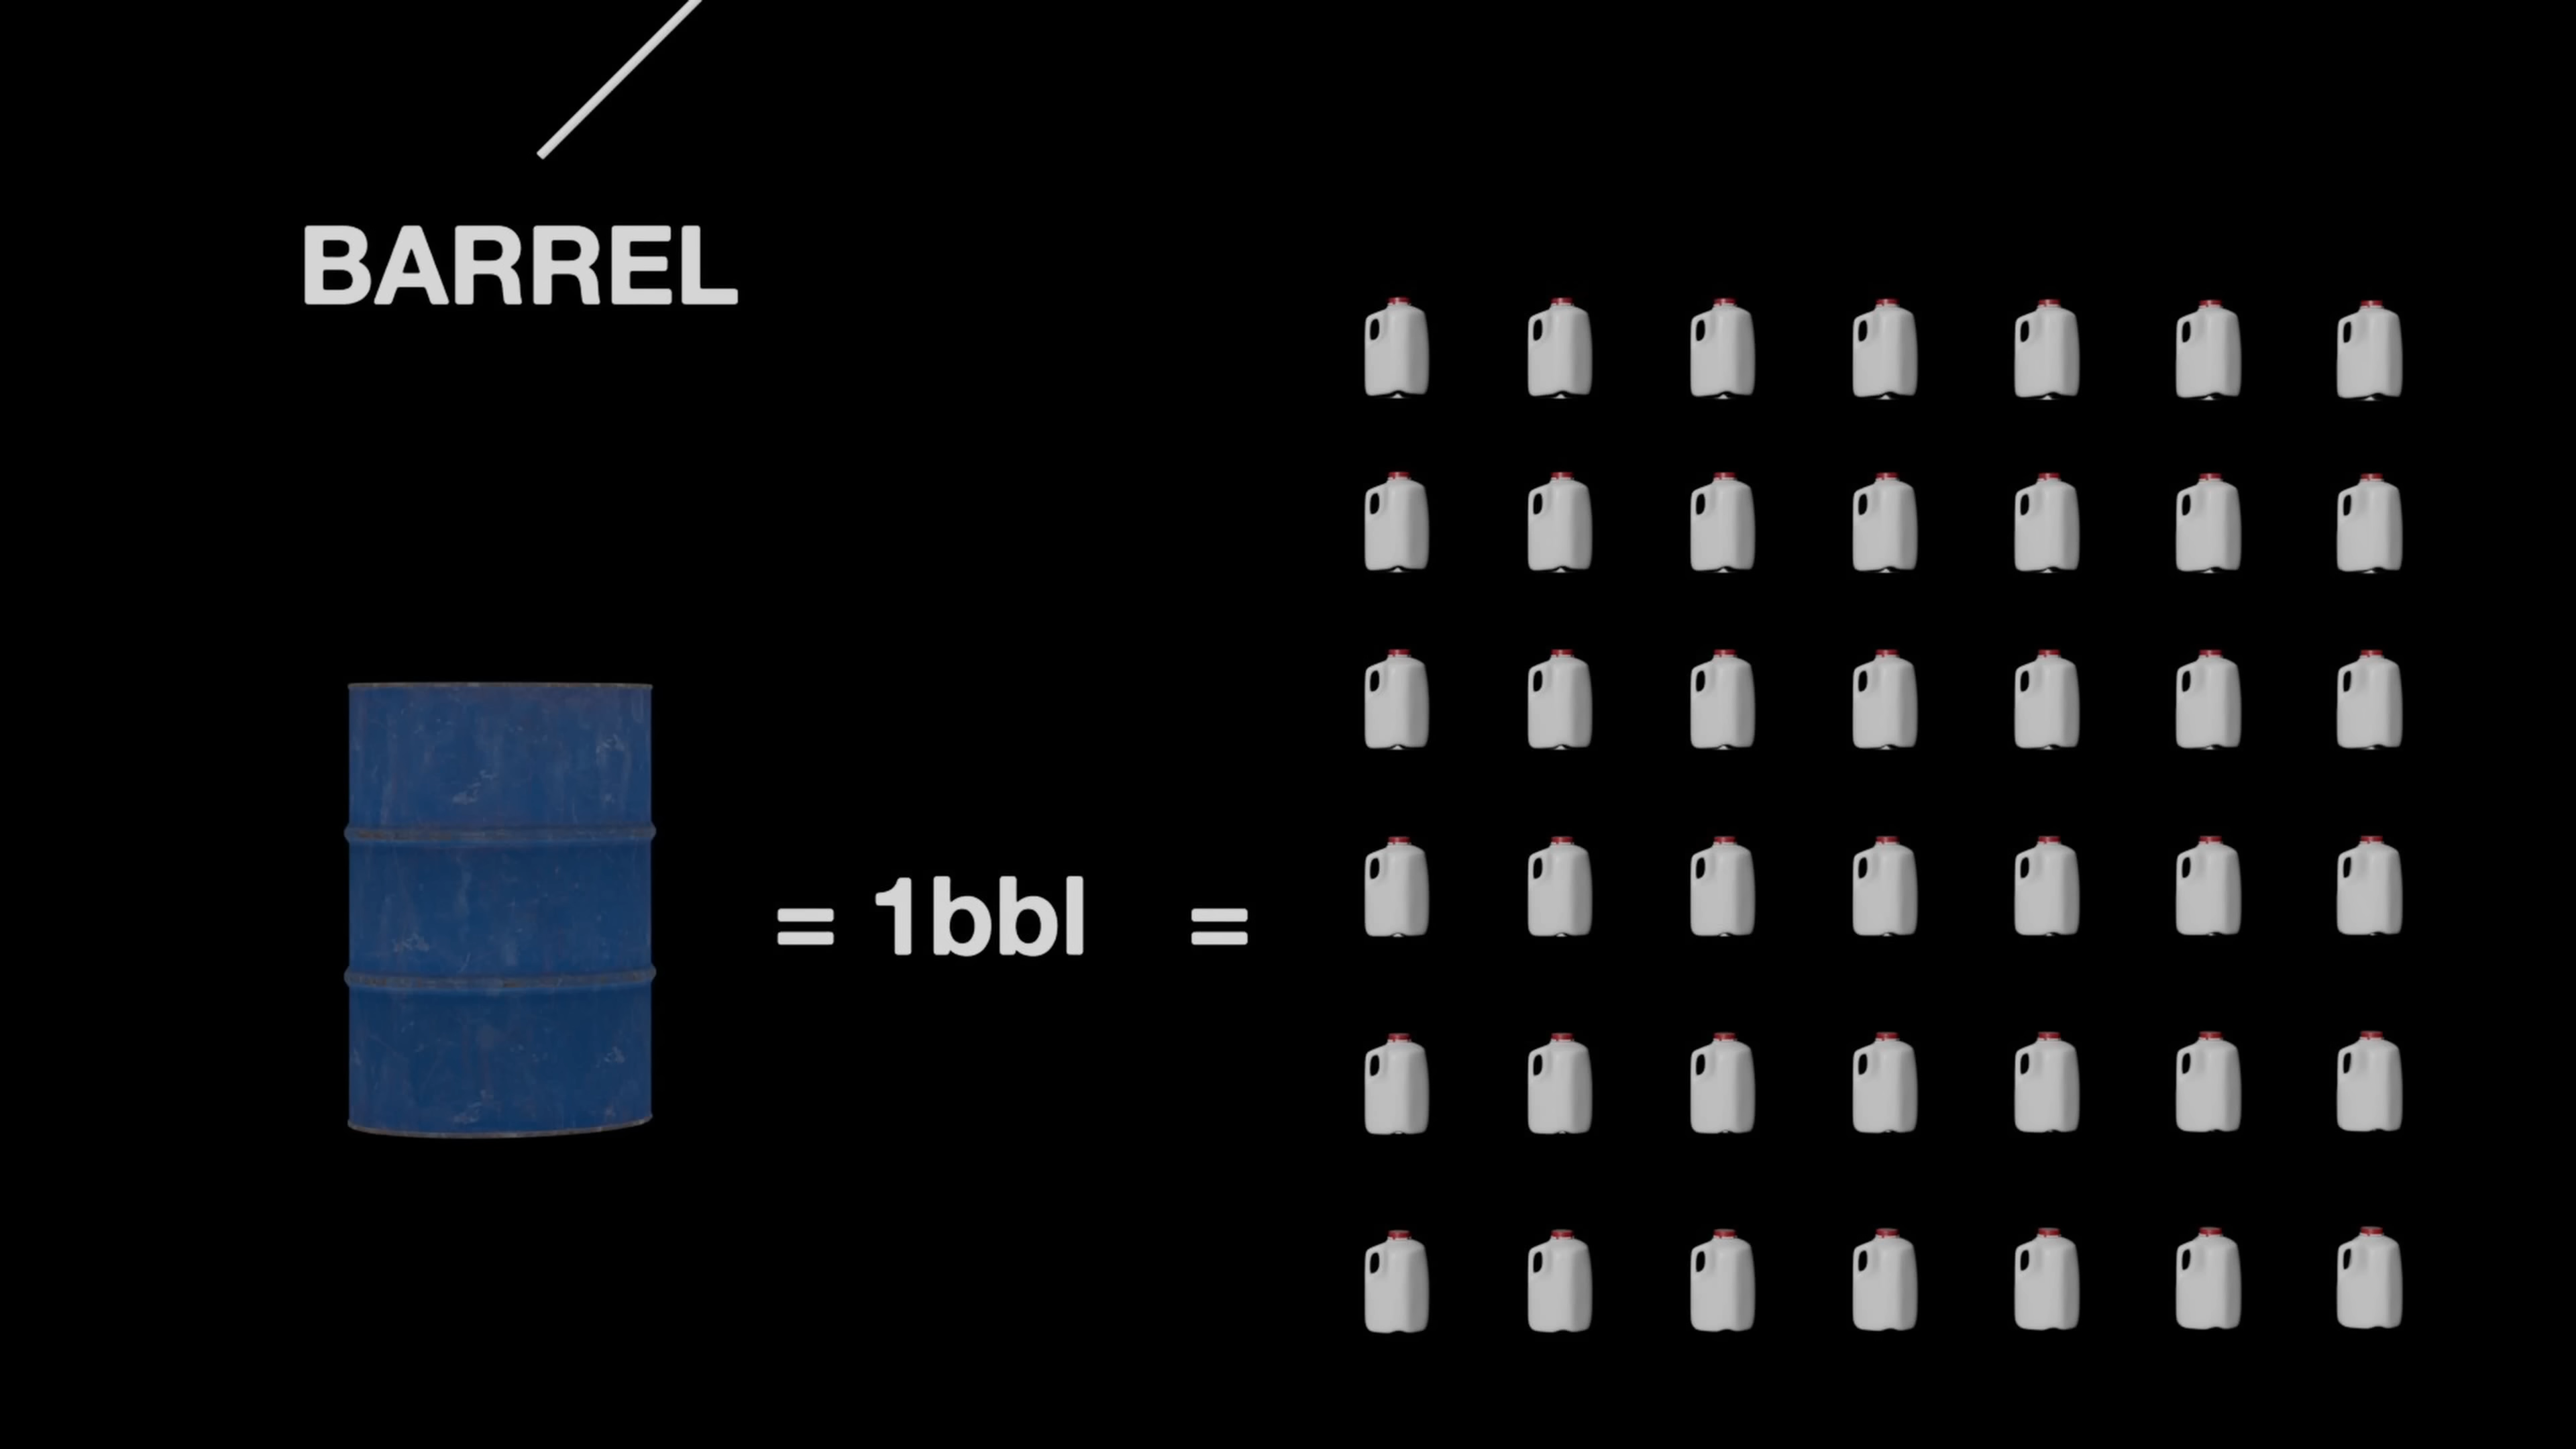 BARREL
= 1bbl =